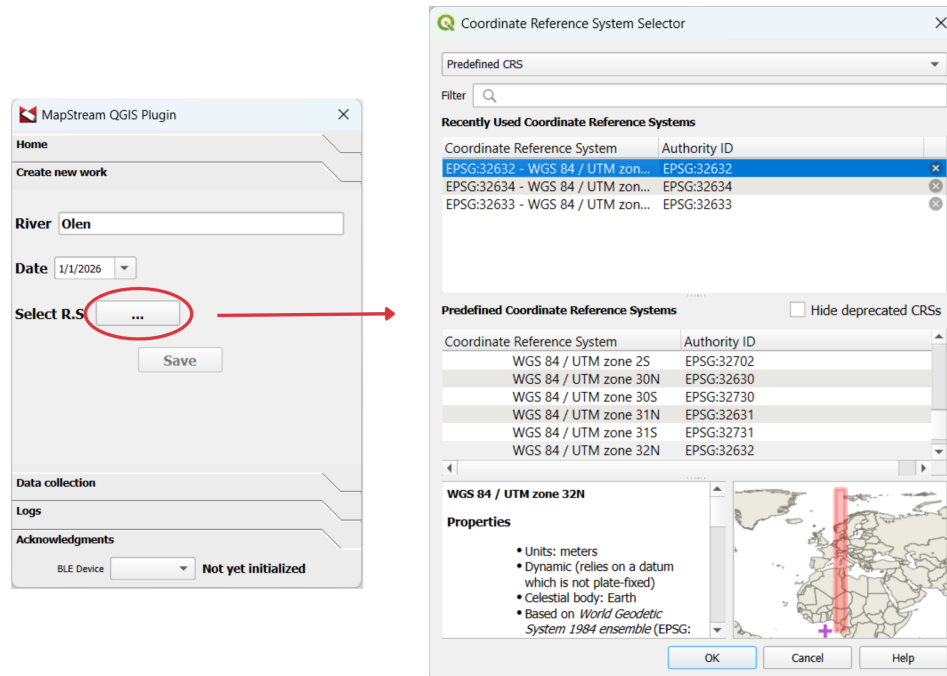 MapStream QGIS Plugin
Home
Create new work
River Olen
Date 1/1/2026
Select R.S ...
Save
Data collection
Logs
Acknowledgments
BLE Device Not yet initialized
Coordinate Reference System Selector
Predefined CRS
Filter
Recently Used Coordinate Reference Systems
Coordinate Reference System Authority ID
EPSG:32632 - WGS 84 / UTM zon... EPSG:32632
EPSG:32634 - WGS 84 / UTM zon... EPSG:32634
EPSG:32633 - WGS 84 / UTM zon... EPSG:32633
Predefined Coordinate Reference Systems Hide deprecated CRSs
Coordinate Reference System Authority ID
WGS 84 / UTM zone 2S EPSG:32702
WGS 84 / UTM zone 30N EPSG:32630
WGS 84 / UTM zone 30S EPSG:32730
WGS 84 / UTM zone 31N EPSG:32631
WGS 84 / UTM zone 31S EPSG:32731
WGS 84 / UTM zone 32N EPSG:32632
WGS 84 / UTM zone 32N
Properties
• Units: meters
• Dynamic (relies on a datum
which is not plate-fixed)
• Celestial body: Earth
• Based on World Geodetic
System 1984 ensemble (EPSG:
OK Cancel Help